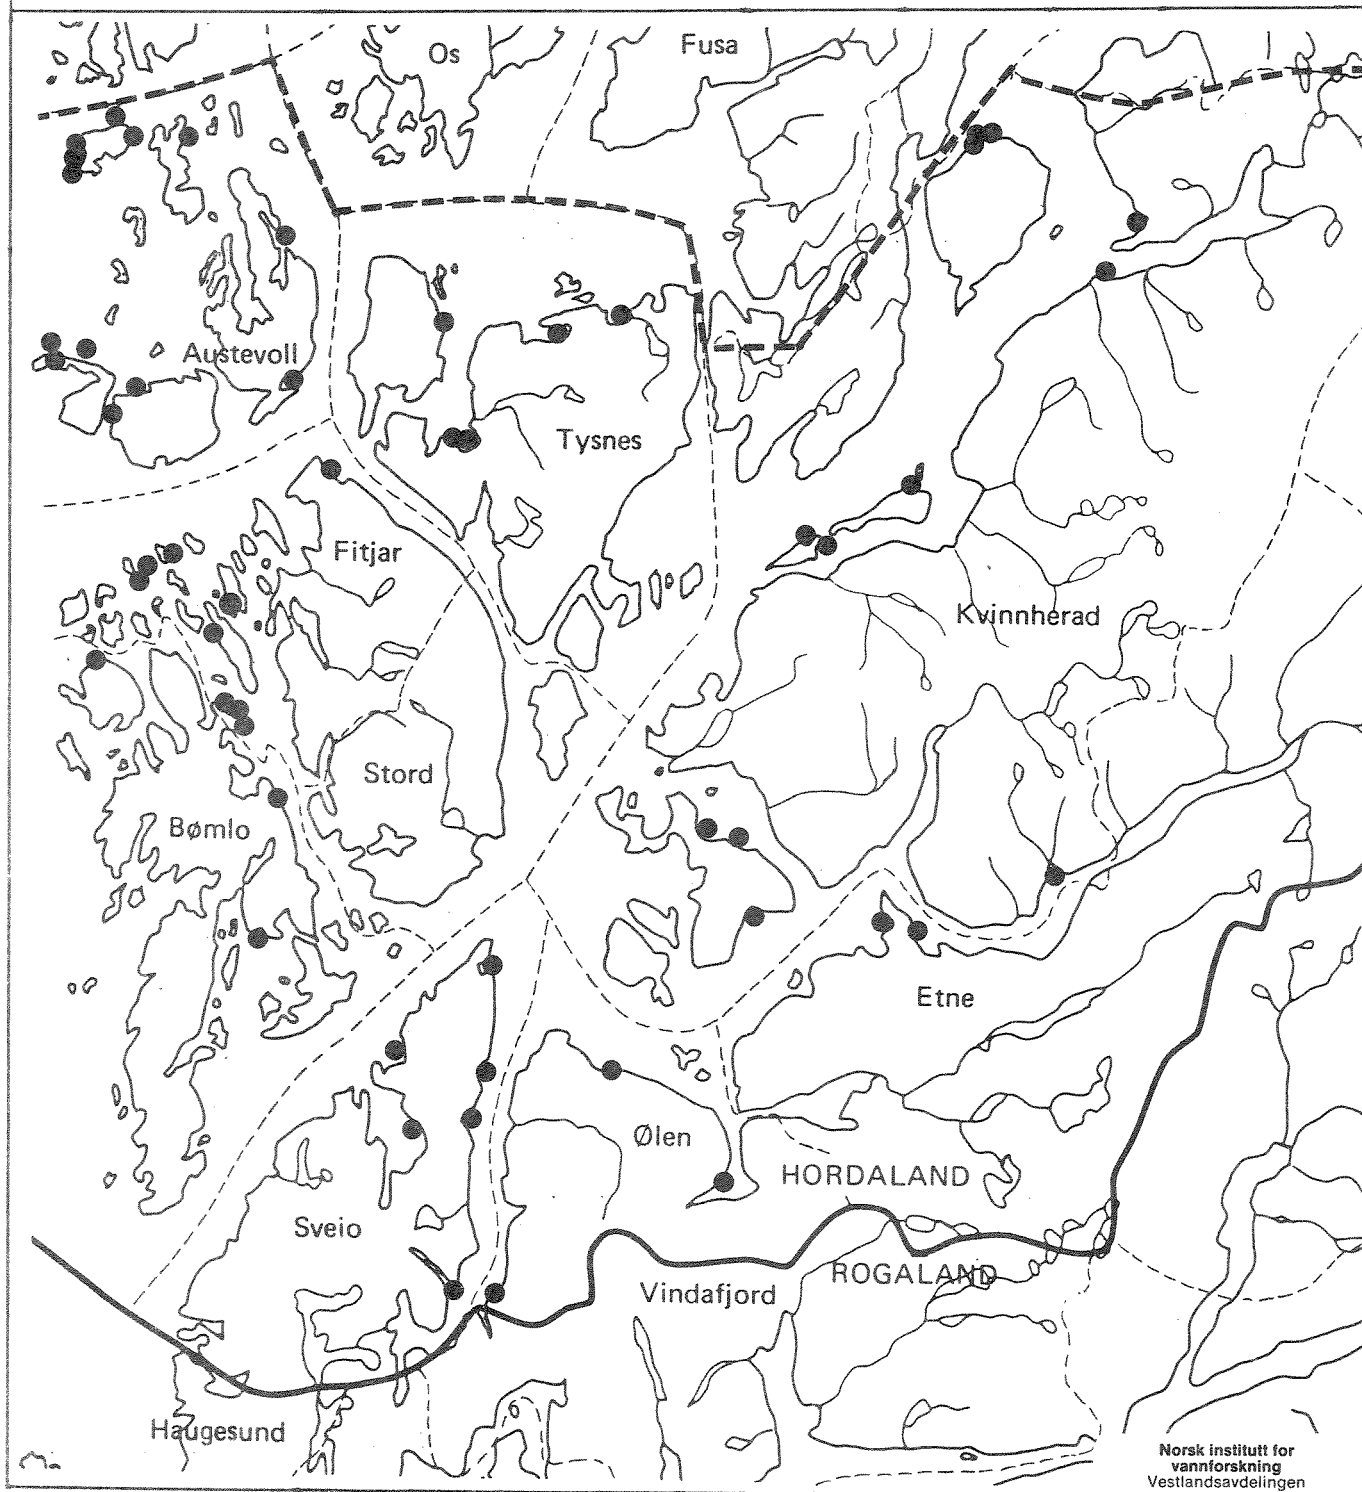 Os
Fusa
Austevoll
Tysnes
Fitjar
Kvinnherad
Stord
Bømlo
Etne
Ølen
HORDALAND
Sveio
ROGALAND
Vindafjord
Haugesund
Norsk institutt for
vannforskning
Vestlandsavdelingen